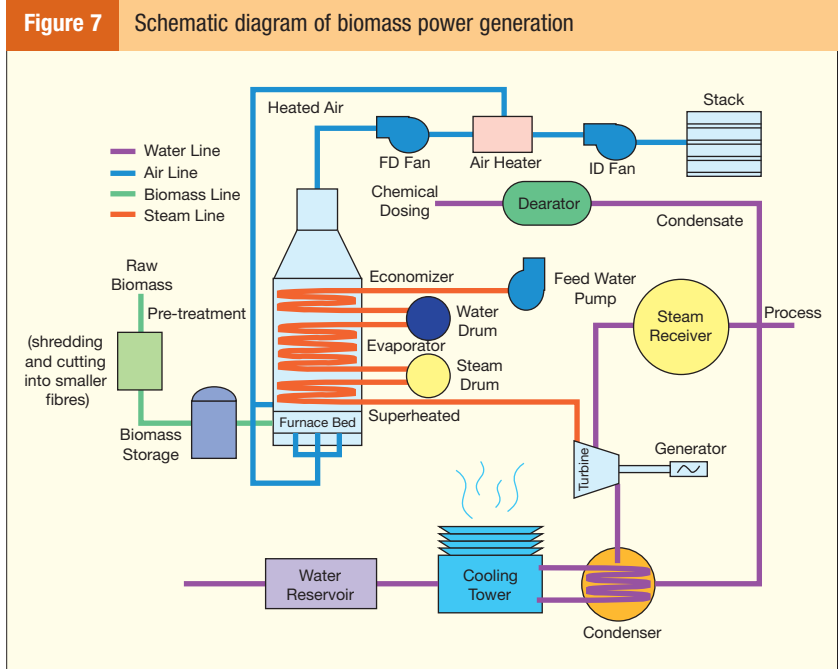 Figure 7
Schematic diagram of biomass power generation
Heated Air
Stack
FD Fan
Air Heater
ID Fan
Water Line
Air Line
Biomass Line
Steam Line
Chemical
Dosing
Dearator
Condensate
Raw
Biomass
Pre-treatment
(shredding
and cutting
into smaller
fibres)
Biomass
Storage
Economizer
Feed Water
Pump
Water
Drum
Evaporator
Steam
Drum
Superheated
Furnace Bed
Steam
Receiver
Process
Turbine
Generator
Water
Reservoir
Cooling
Tower
Condenser